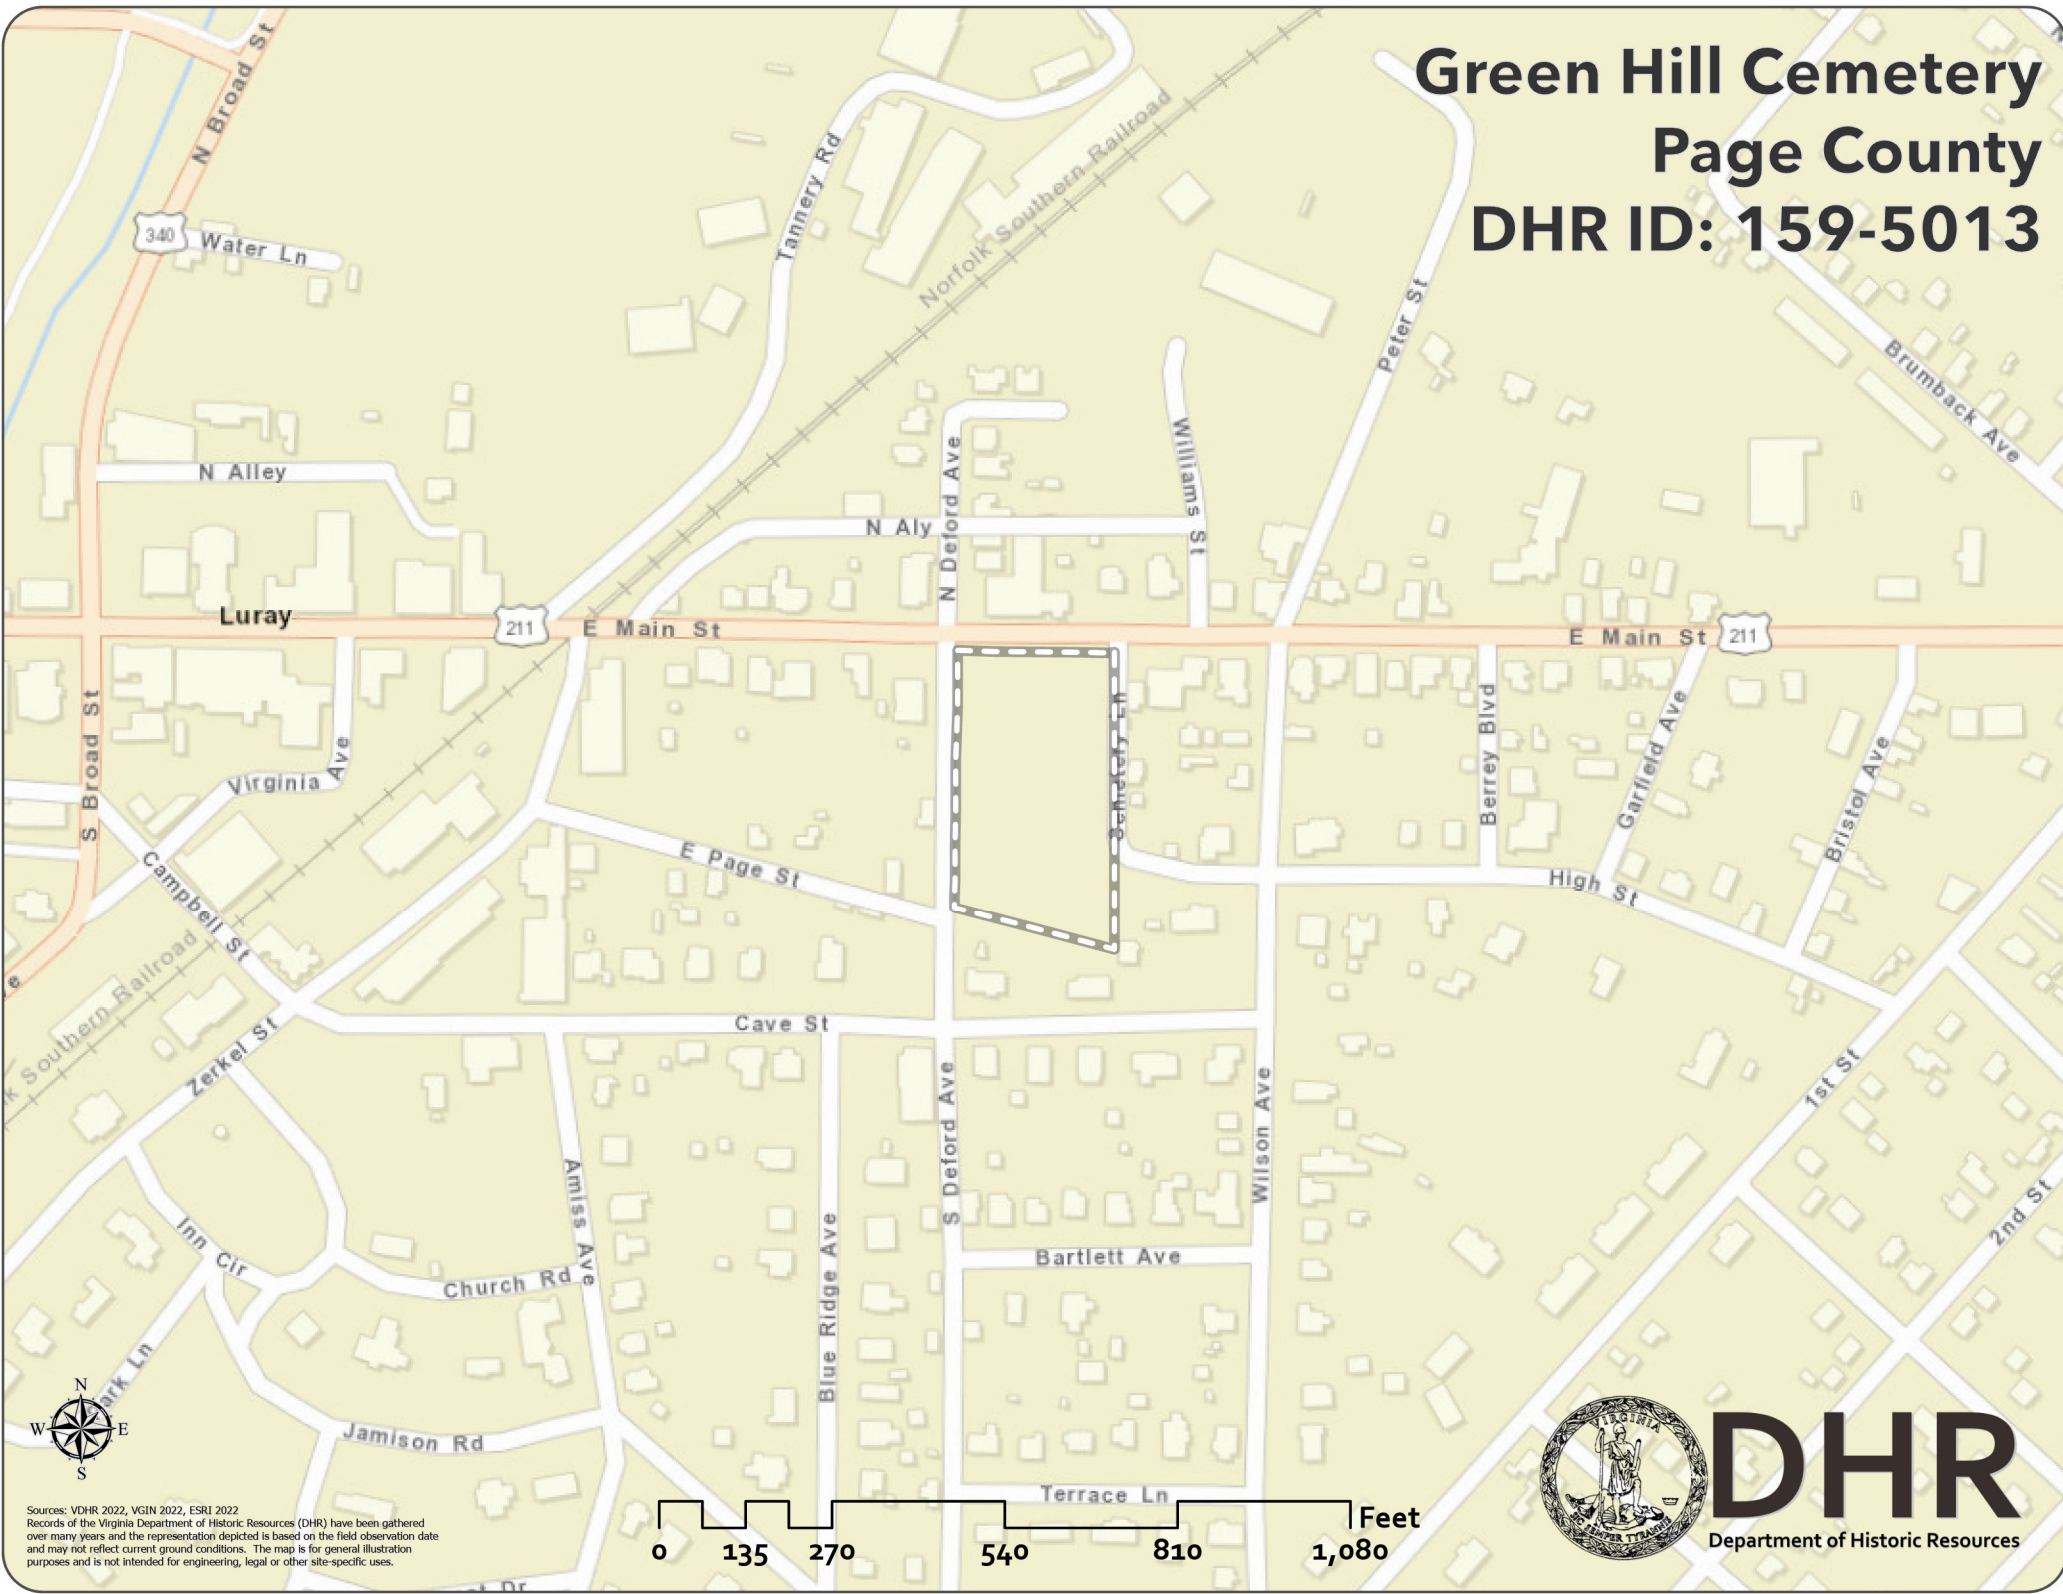 Green Hill Cemetery
Page County
DHR ID: 159-5013
N Broad St
340
Water Ln
Tannery Rd
Norfolk Southern Railroad
Peter St
Brumback Ave
Williams St
N Deford Ave
N Alley
N Aly
Luray
211
E Main St
E Main St
211
S Broad St
Virginia Ave
Cemetery Ln
Berrey Blvd
Garfield Ave
Bristol Ave
E Page St
High St
Campbell St
Southern Railroad
Cave St
Zerkel St
1st St
2nd St
Amiss Ave
Blue Ridge Ave
S Deford Ave
Wilson Ave
Inn Cir
Church Rd
Bartlett Ave
Jamison Rd
Terrace Ln
N
W E
S
Sources: VDHR 2022, VGIN 2022, ESRI 2022
Records of the Virginia Department of Historic Resources (DHR) have been gathered
over many years and the representation depicted is based on the field observation date
and may not reflect current ground conditions. The map is for general illustration
purposes and is not intended for engineering, legal or other site-specific uses.
Feet
0 135 270 540 810 1,080
VIRGINIA
SIC SEMPER TYRANNIS
DHR
Department of Historic Resources